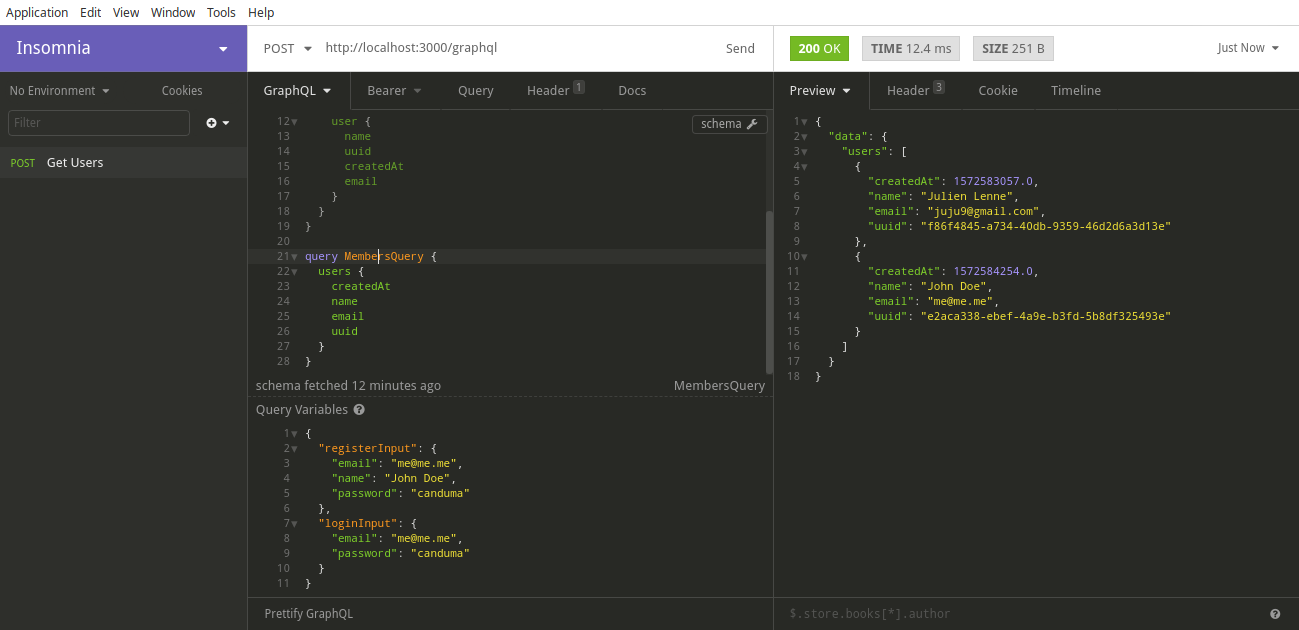 Application Edit View Window Tools Help
Insomnia
No Environment Cookies
Filter
POST Get Users
POST http://localhost:3000/graphql Send
GraphQL Bearer Query Header 1 Docs
schema
12 user {
13 name
14 uuid
15 createdAt
16 email
17 }
18 }
19 }
20
21 query MembersQuery {
22 users {
23 createdAt
24 name
25 email
26 uuid
27 }
28 }
schema fetched 12 minutes ago MembersQuery
Query Variables ?
1 {
2 "registerInput": {
3 "email": "me@me.me",
4 "name": "John Doe",
5 "password": "canduma"
6 },
7 "loginInput": {
8 "email": "me@me.me",
9 "password": "canduma"
10 }
11 }
Prettify GraphQL
200 OK TIME 12.4 ms SIZE 251 B Just Now
Preview Header 3 Cookie Timeline
1 {
2 "data": {
3 "users": [
4 {
5 "createdAt": 1572583057.0,
6 "name": "Julien Lenne",
7 "email": "juju9@gmail.com",
8 "uuid": "f86f4845-a734-40db-9359-46d2d6a3d13e"
9 },
10 {
11 "createdAt": 1572584254.0,
12 "name": "John Doe",
13 "email": "me@me.me",
14 "uuid": "e2aca338-ebef-4a9e-b3fd-5b8df325493e"
15 }
16 ]
17 }
18 }
$.store.books[*].author ?